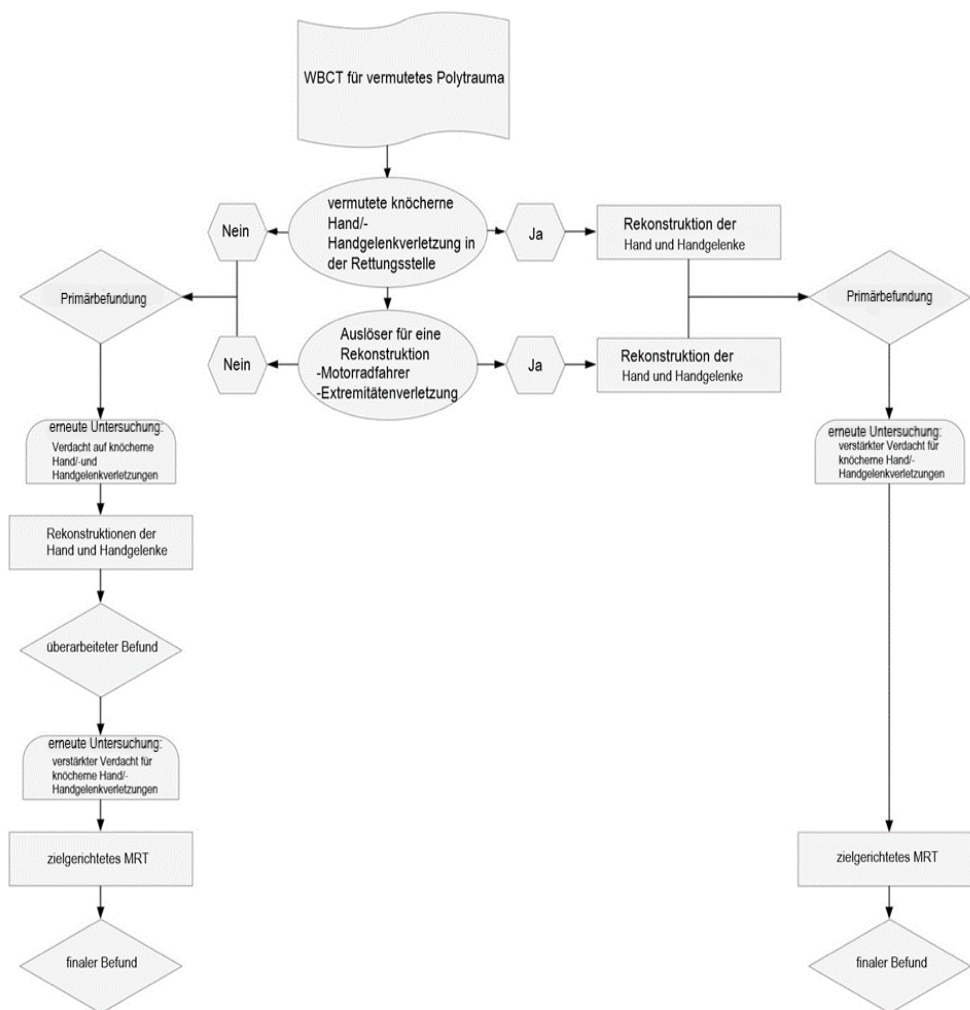 WBCT für vermutetes Polytrauma
vermutete knöcherne
Hand/-
Handgelenkverletzung in
der Rettungsstelle
Nein
Ja
Rekonstruktion der
Hand und Handgelenke
Primärbefundung
Primärbefundung
Auslöser für eine
Rekonstruktion
-Motorradfahrer
-Extremitätenverletzung
Nein
Ja
Rekonstruktion der
Hand und Handgelenke
erneute Untersuchung:
Verdacht auf knöcherne
Hand/-und
Handgelenkverletzungen
erneute Untersuchung:
verstärkter Verdacht für
knöcherne Hand/-
Handgelenkverletzungen
Rekonstruktionen der
Hand und Handgelenke
überarbeiteter Befund
erneute Untersuchung:
verstärkter Verdacht für
knöcherne Hand/-
Handgelenkverletzungen
zielgerichtetes MRT
zielgerichtetes MRT
finaler Befund
finaler Befund